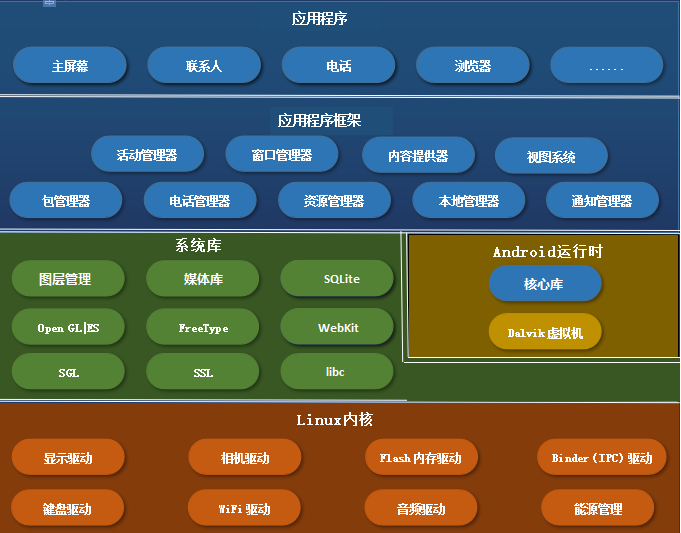 应用程序
主屏幕
联系人
电话
浏览器
......
应用程序框架
活动管理器
窗口管理器
内容提供器
视图系统
包管理器
电话管理器
资源管理器
本地管理器
通知管理器
系统库
图层管理
媒体库
SQLite
Open GL|ES
FreeType
WebKit
SGL
SSL
libc
Android运行时
核心库
Dalvik虚拟机
Linux内核
显示驱动
相机驱动
Flash内存驱动
Binder(IPC)驱动
键盘驱动
WiFi驱动
音频驱动
能源管理